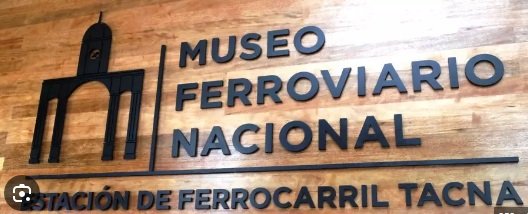 MUSEO
FERROVIARIO
NACIONAL
ESTACIÓN DE FERROCARRIL TACNA